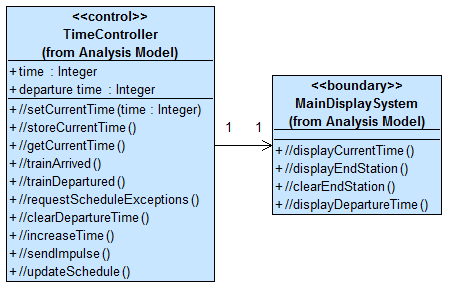 <<control>>
TimeController
(from Analysis Model)
+ time : Integer
+ departure time : Integer
+ //setCurrentTime (time : Integer)
+ //storeCurrentTime ()
+ //getCurrentTime ()
+ //trainArrived ()
+ //trainDepartured ()
+ //requestScheduleExceptions ()
+ //clearDepartureTime ()
+ //increaseTime ()
+ //sendImpulse ()
+ //updateSchedule ()
1 1
<<boundary>>
MainDisplaySystem
(from Analysis Model)
+ //displayCurrentTime ()
+ //displayEndStation ()
+ //clearEndStation ()
+ //displayDepartureTime ()